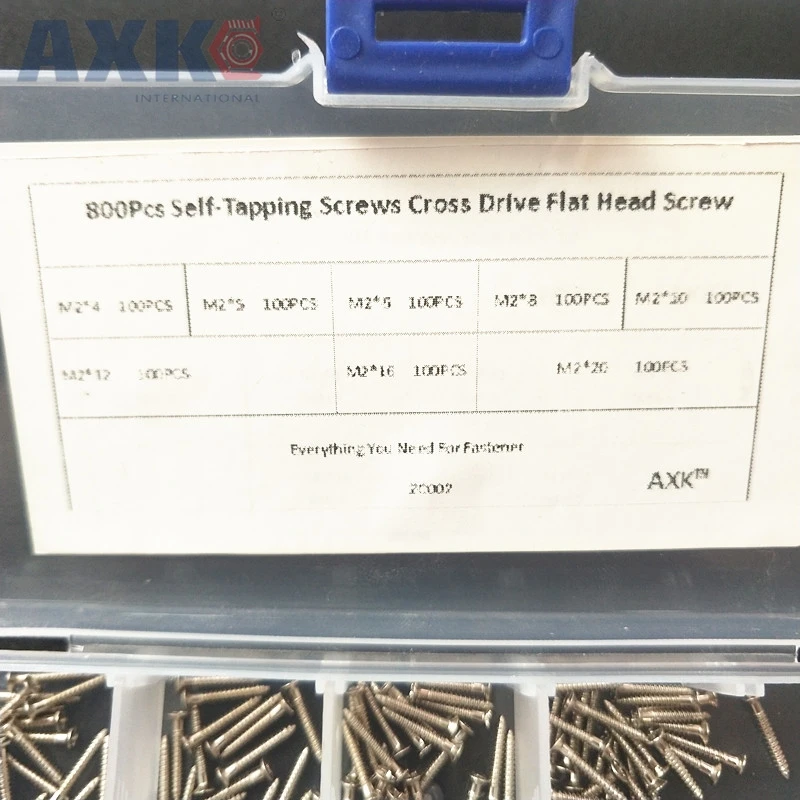 AXK
INTERNATIONAL
800Pcs Self-Tapping Screws Cross Drive Flat Head Screw
M2*4 100PCS M2*5 100PCS M2*6 100PCS M2*8 100PCS M2*10 100PCS
M2*12 100PCS M2*16 100PCS M2*20 100PCS
Everything You Need For Fastener
AXK™